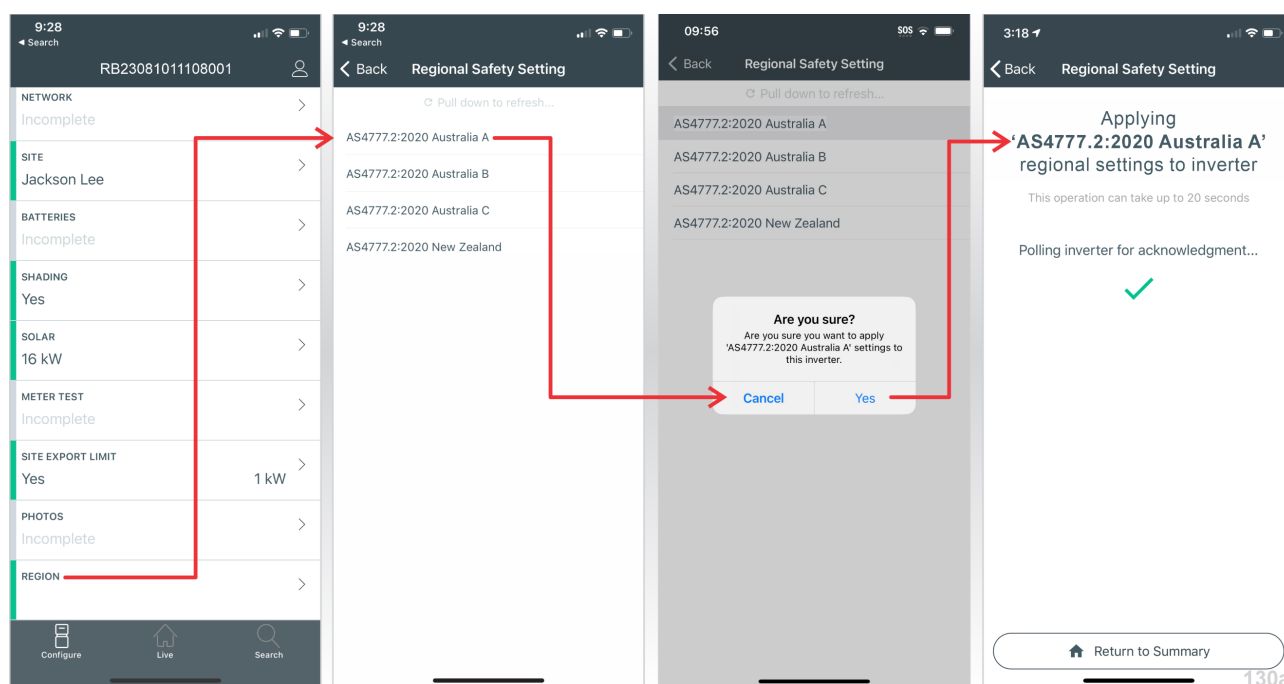 9:28
◄ Search
RB23081011108001
NETWORK
Incomplete
SITE
Jackson Lee
BATTERIES
Incomplete
SHADING
Yes
SOLAR
16 kW
METER TEST
Incomplete
SITE EXPORT LIMIT
Yes 1 kW
PHOTOS
Incomplete
REGION
Configure Live Search
9:28
◄ Search
Back Regional Safety Setting
Pull down to refresh...
AS4777.2:2020 Australia A
AS4777.2:2020 Australia B
AS4777.2:2020 Australia C
AS4777.2:2020 New Zealand
09:56 SOS
Back Regional Safety Setting
Pull down to refresh...
AS4777.2:2020 Australia A
AS4777.2:2020 Australia B
AS4777.2:2020 Australia C
AS4777.2:2020 New Zealand
Are you sure?
Are you sure you want to apply
'AS4777.2:2020 Australia A' settings to
this inverter.
Cancel Yes
3:18
Back Regional Safety Setting
Applying
‘AS4777.2:2020 Australia A’
regional settings to inverter
This operation can take up to 20 seconds
Polling inverter for acknowledgment...
Return to Summary